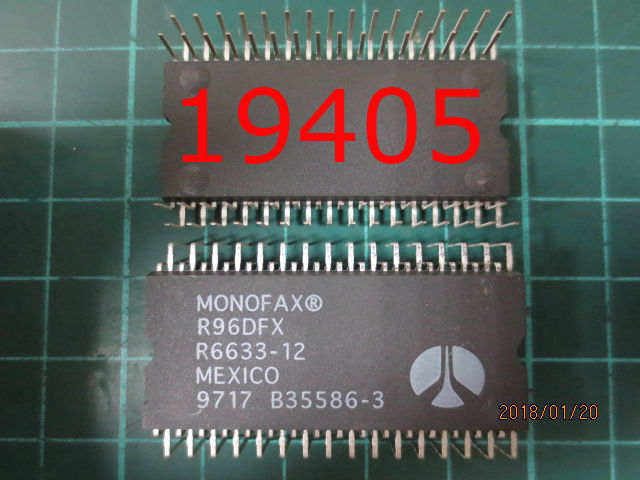 19405
MONOFAX®
R96DFX
R6633-12
MEXICO
9717 B35586-3
2018/01/20